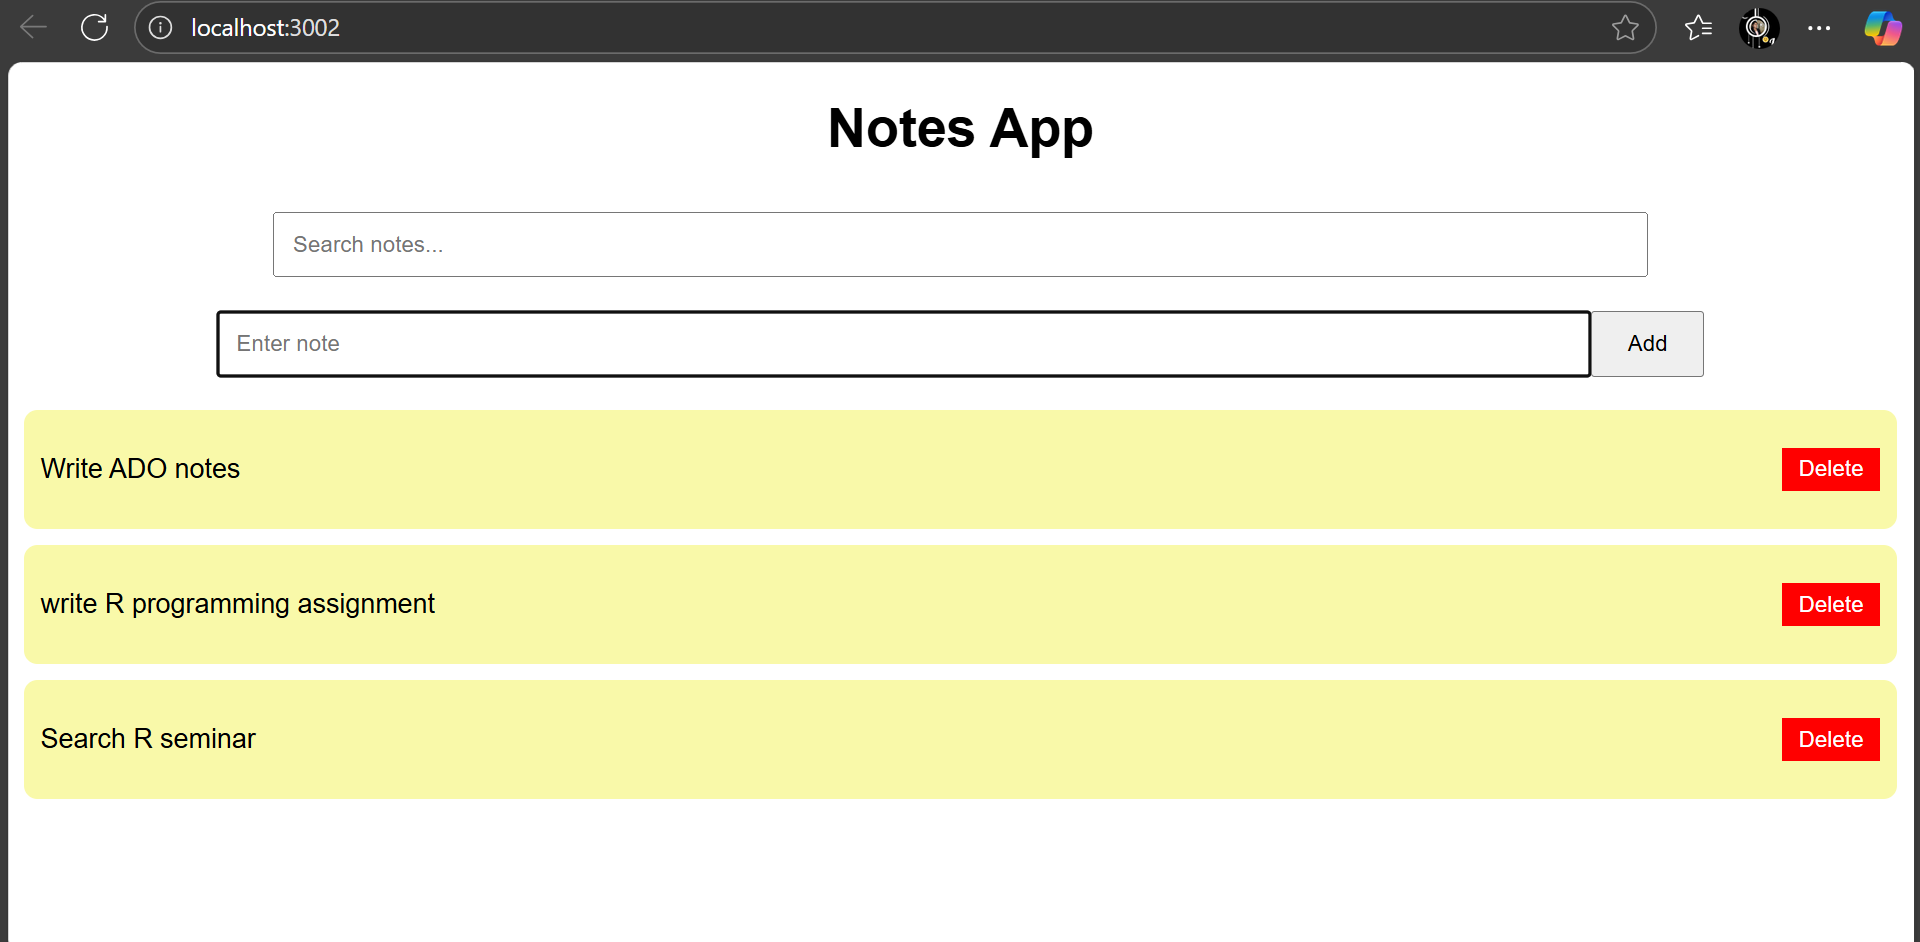 localhost:3002
Notes App
Search notes...
Enter note
Add
Write ADO notes
Delete
write R programming assignment
Delete
Search R seminar
Delete